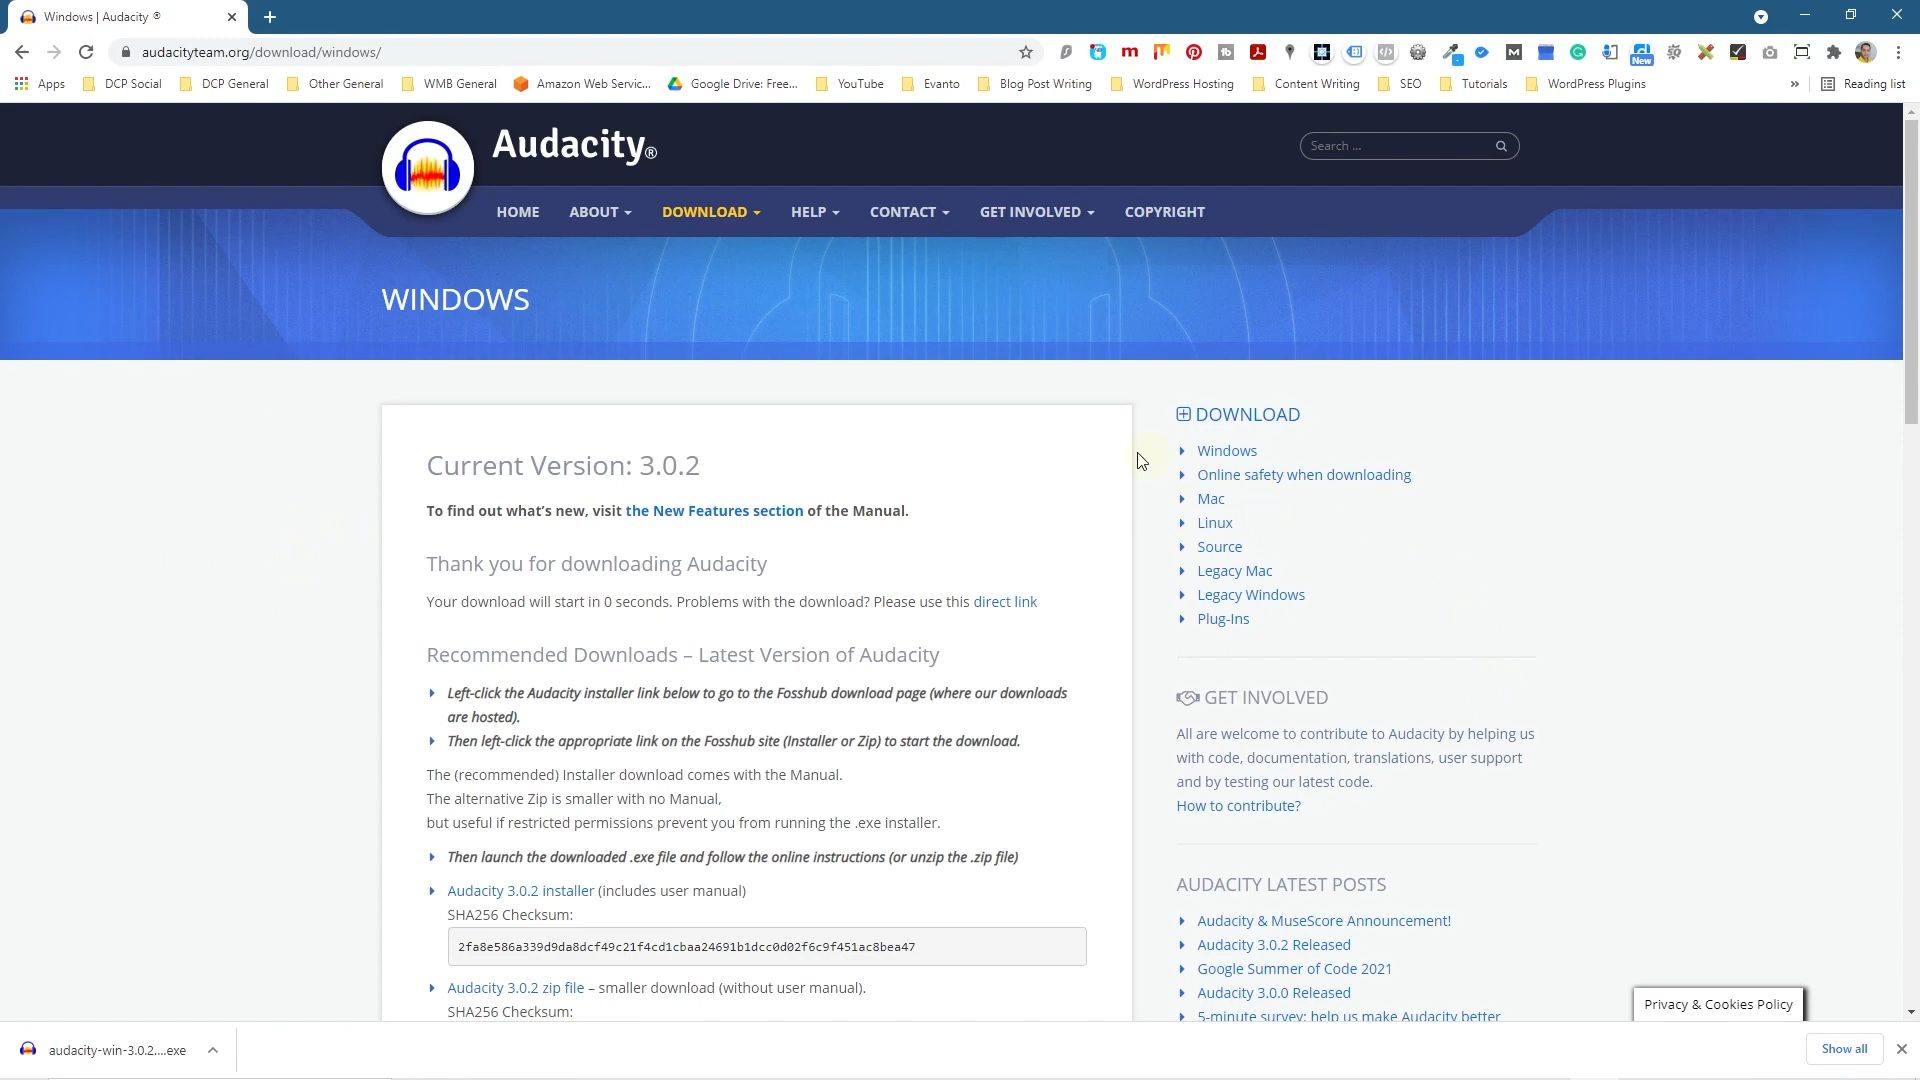 Windows | Audacity ®
audacityteam.org/download/windows/
New
Apps
DCP Social
DCP General
Other General
WMB General
Amazon Web Servic...
Google Drive: Free...
YouTube
Evanto
Blog Post Writing
WordPress Hosting
Content Writing
SEO
Tutorials
WordPress Plugins
»
Reading list
Audacity®
Search ...
HOME
ABOUT
DOWNLOAD
HELP
CONTACT
GET INVOLVED
COPYRIGHT
WINDOWS
Current Version: 3.0.2
To find out what’s new, visit the New Features section of the Manual.
Thank you for downloading Audacity
Your download will start in 0 seconds. Problems with the download? Please use this direct link
Recommended Downloads – Latest Version of Audacity
Left-click the Audacity installer link below to go to the Fosshub download page (where our downloads
are hosted).
Then left-click the appropriate link on the Fosshub site (Installer or Zip) to start the download.
The (recommended) Installer download comes with the Manual.
The alternative Zip is smaller with no Manual,
but useful if restricted permissions prevent you from running the .exe installer.
Then launch the downloaded .exe file and follow the online instructions (or unzip the .zip file)
Audacity 3.0.2 installer (includes user manual)
SHA256 Checksum:
2fa8e586a339d9da8dcf49c21f4cd1cbaa24691b1dcc0d02f6c9f451ac8bea47
Audacity 3.0.2 zip file – smaller download (without user manual).
SHA256 Checksum:
DOWNLOAD
Windows
Online safety when downloading
Mac
Linux
Source
Legacy Mac
Legacy Windows
Plug-Ins
GET INVOLVED
All are welcome to contribute to Audacity by helping us
with code, documentation, translations, user support
and by testing our latest code.
How to contribute?
AUDACITY LATEST POSTS
Audacity & MuseScore Announcement!
Audacity 3.0.2 Released
Google Summer of Code 2021
Audacity 3.0.0 Released
5-minute survey: help us make Audacity better
Privacy & Cookies Policy
audacity-win-3.0.2....exe
Show all